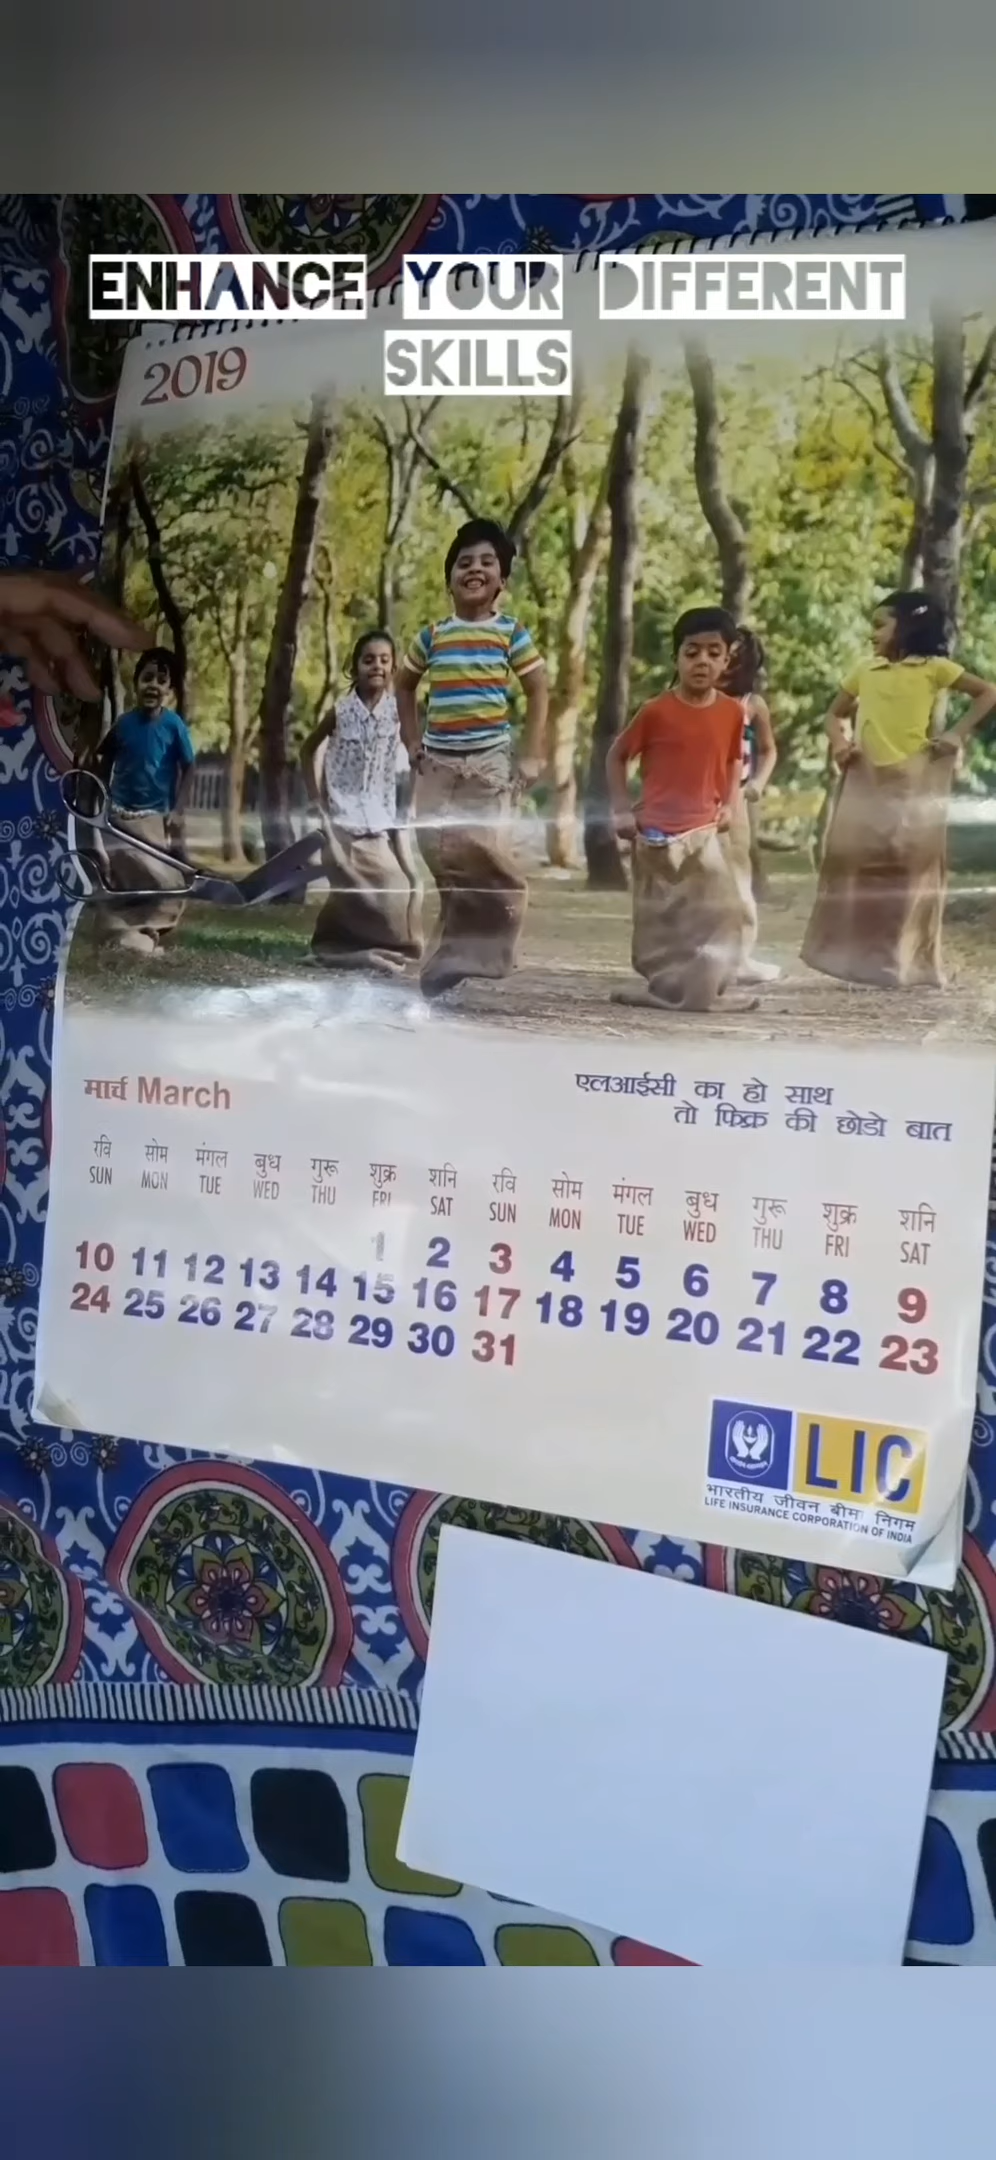 ENHANCE YOUR DIFFERENT
SKILLS
2019
मार्च March
एलआईसी का हो साथ
तो फिक्र की छोडो बात
रवि सोम मंगल बुध गुरू शुक्र शनि रवि सोम मंगल बुध गुरू शुक्र शनि
SUN MON TUE WED THU FRI SAT SUN MON TUE WED THU FRI SAT
1 2 3 4 5 6 7 8 9
10 11 12 13 14 15 16 17 18 19 20 21 22 23
24 25 26 27 28 29 30 31
LIC
भारतीय जीवन बीमा निगम
LIFE INSURANCE CORPORATION OF INDIA